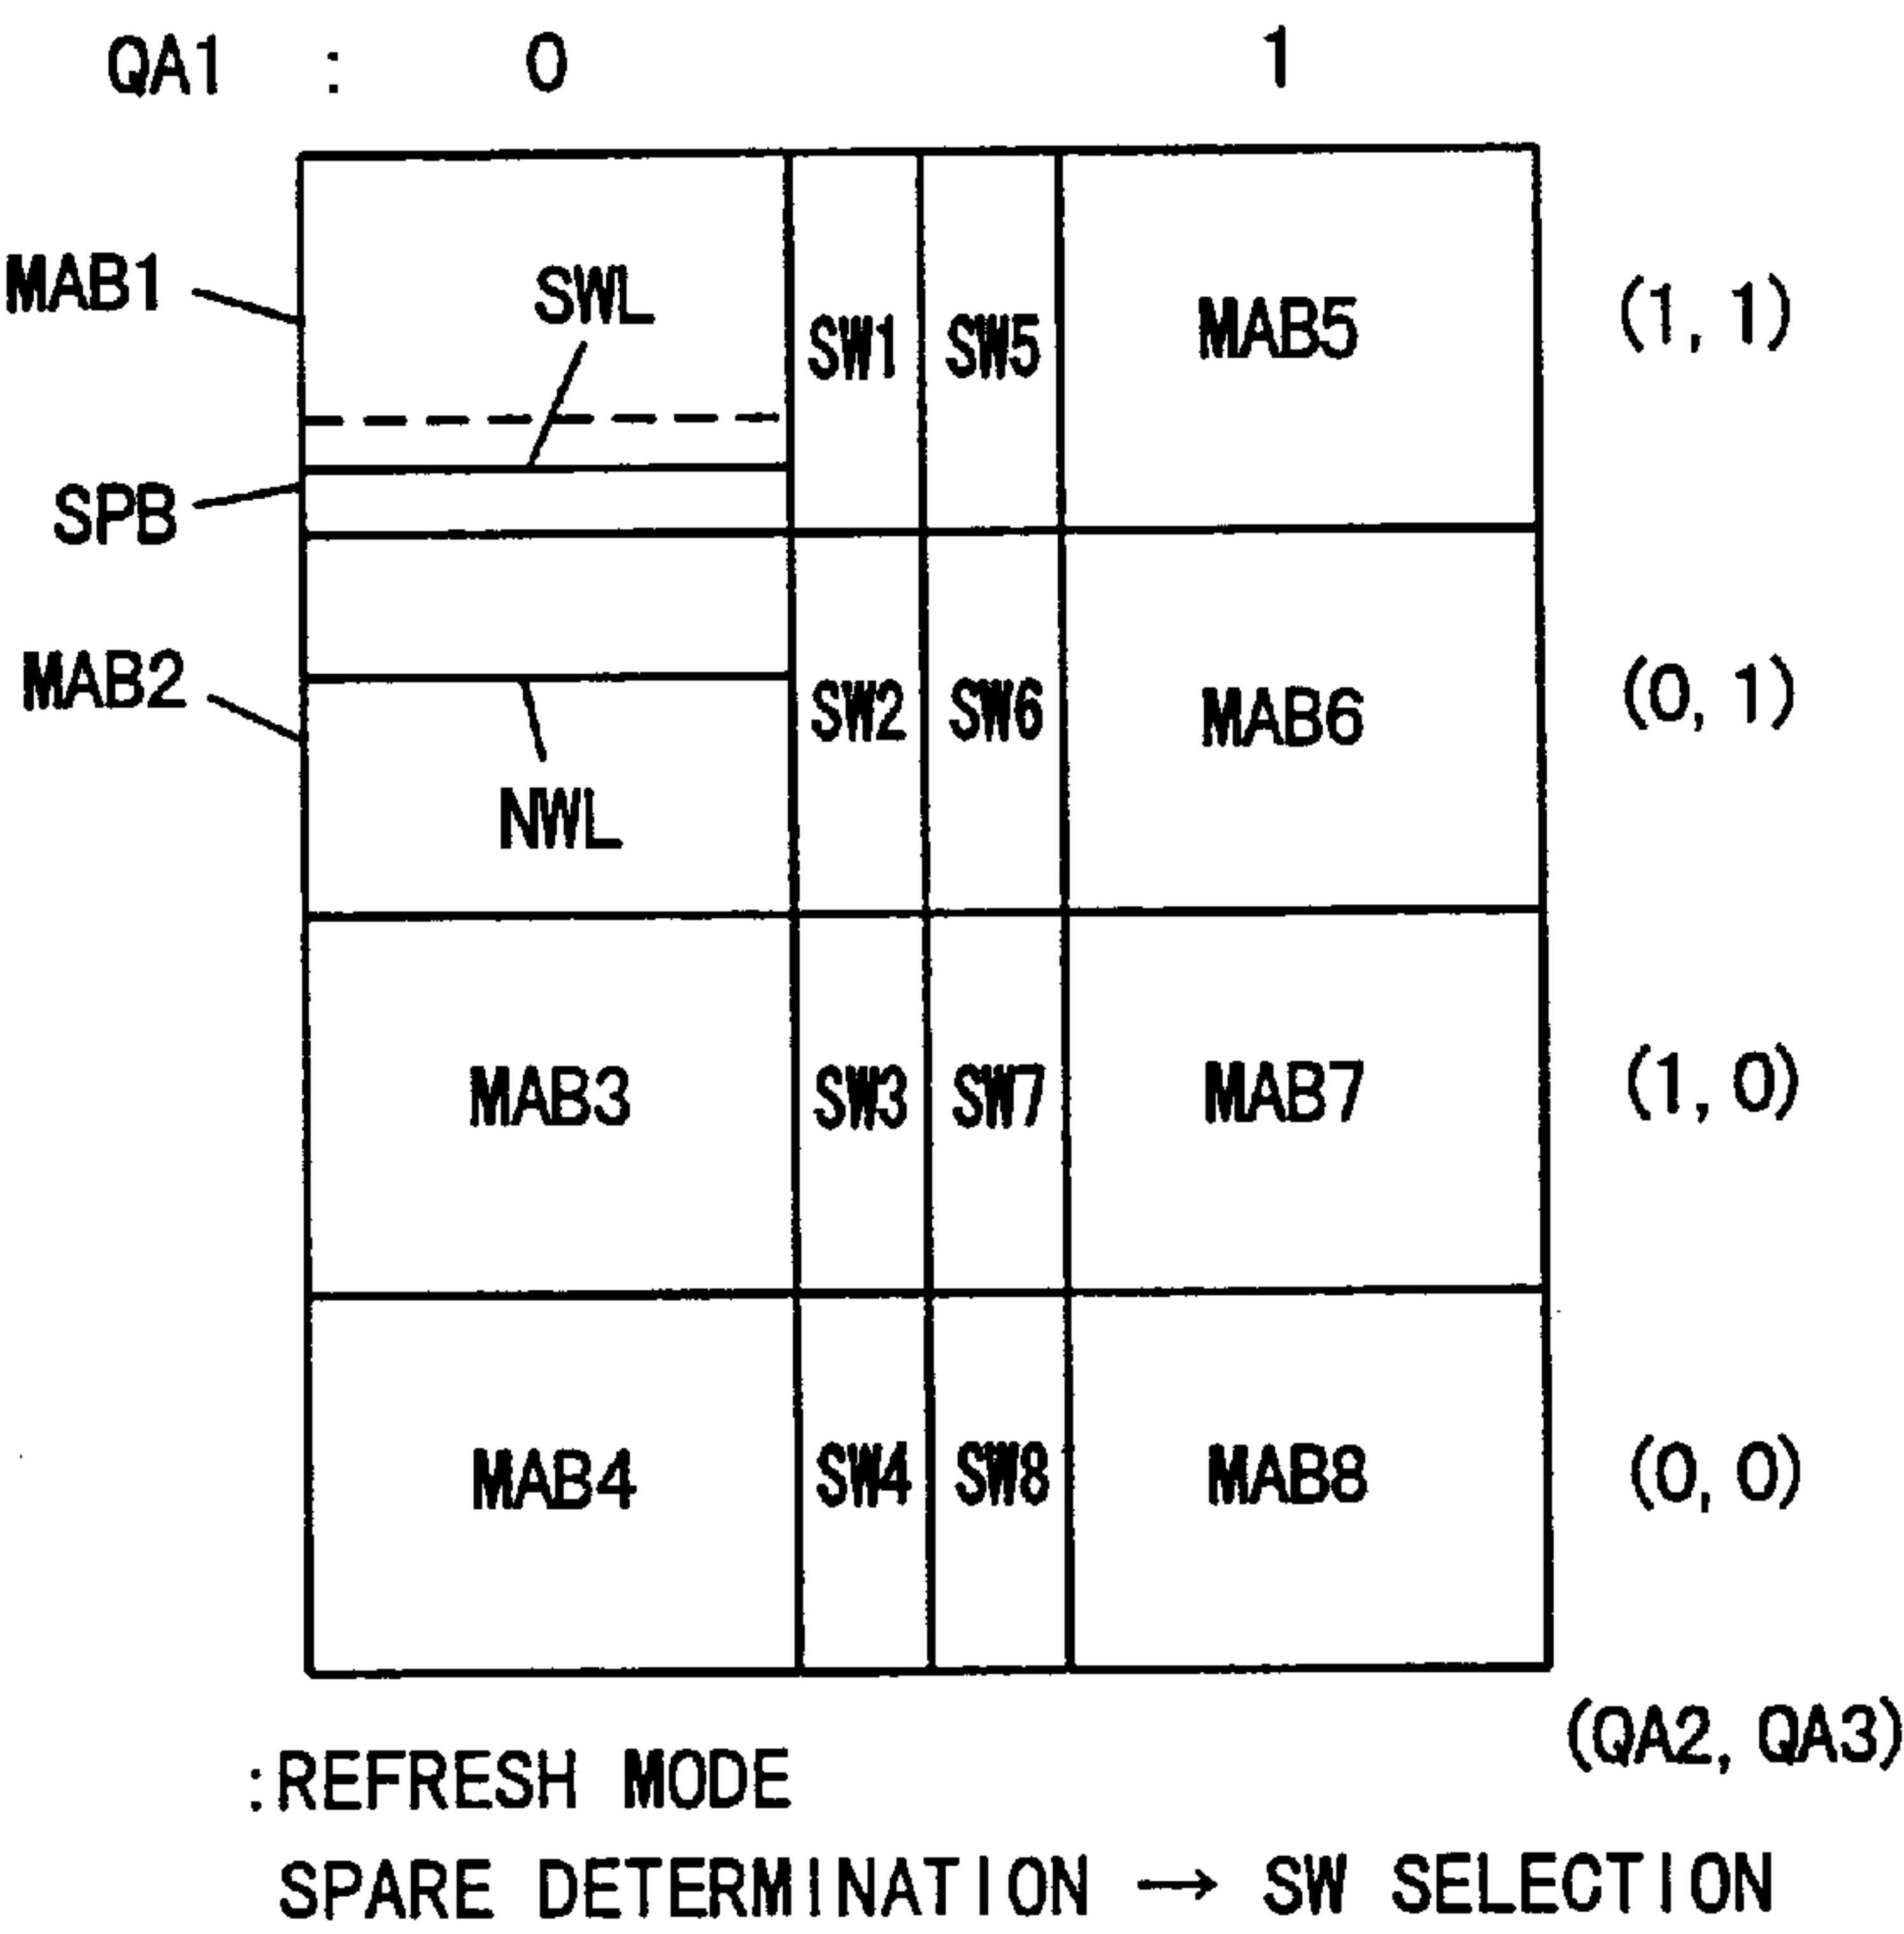 QA1 : 0 1
MAB1 SWL SW1 SW5 MAB5 (1, 1)
SPB
MAB2 SW2 SW6 MAB6 (0, 1)
NWL
MAB3 SW3 SW7 MAB7 (1, 0)
MAB4 SW4 SW8 MAB8 (0, 0)
(QA2, QA3)
:REFRESH MODE
SPARE DETERMINATION → SW SELECTION